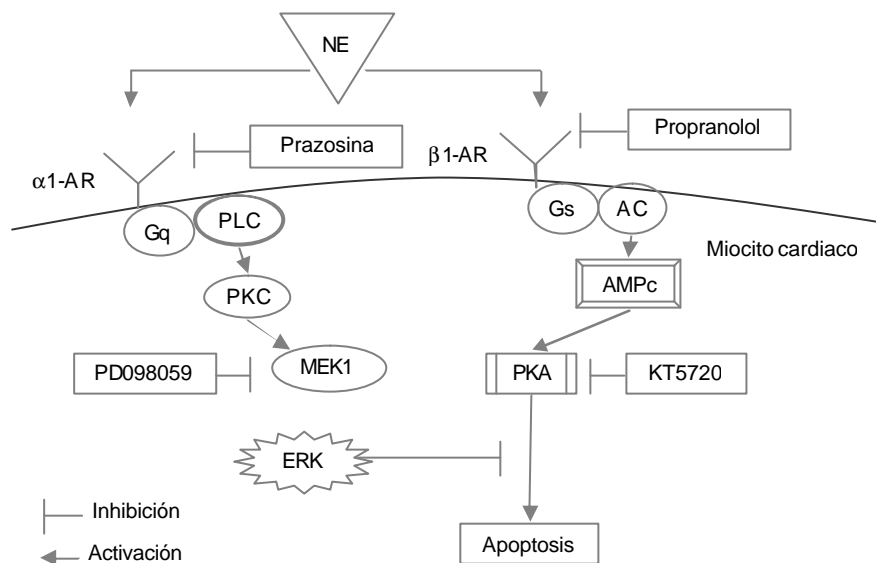 NE
Prazosina
Propranolol
α1-AR
β1-AR
Gq
PLC
Gs
AC
Miocito cardiaco
PKC
AMPc
PD098059
MEK1
PKA
KT5720
ERK
Inhibición
Activación
Apoptosis